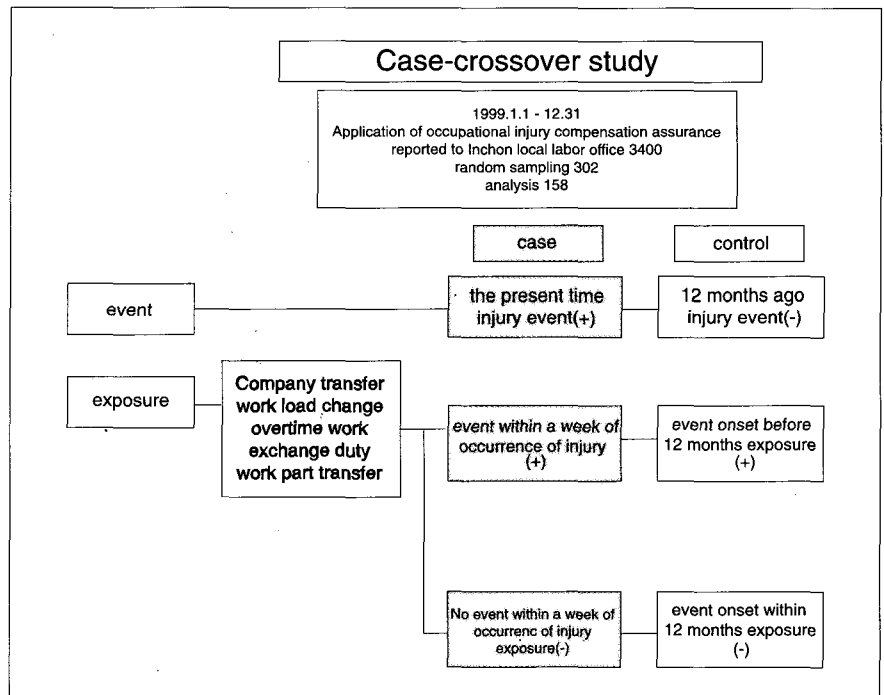 Case-crossover study
1999.1.1 - 12.31
Application of occupational injury compensation assurance
reported to Inchon local labor office 3400
random sampling 302
analysis 158
case
control
event
the present time
injury event(+)
12 months ago
injury event(-)
exposure
Company transfer
work load change
overtime work
exchange duty
work part transfer
event within a week of
occurrence of injury
(+)
event onset before
12 months exposure
(+)
No event within a week of
occurrenc of injury
exposure(-)
event onset within
12 months exposure
(-)